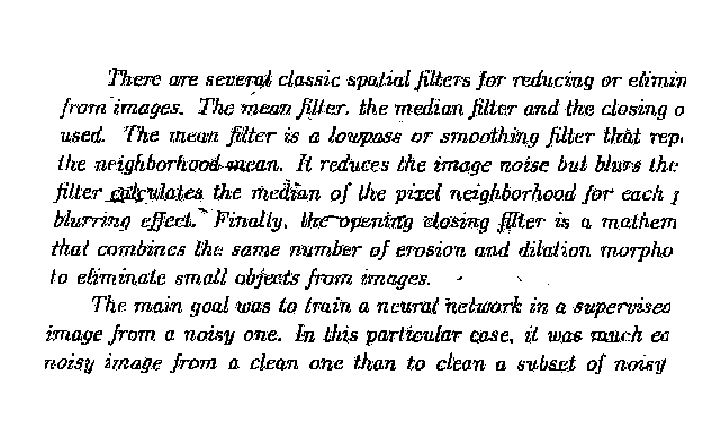 There are several classic spatial filters for reducing or elimin
from images. The mean filter, the median filter and the closing o
used. The mean filter is a lowpass or smoothing filter that rep
the neighborhood mean. It reduces the image noise but blurs the
filter calculates the median of the pixel neighborhood for each
blurring effect. Finally, the opening closing filter is a mathem
that combines the same number of erosion and dilation morpho
to eliminate small objects from images.
The main goal was to train a neural network in a supervised
image from a noisy one. In this particular case, it was much ea
noisy image from a clean one than to clean a subset of noisy